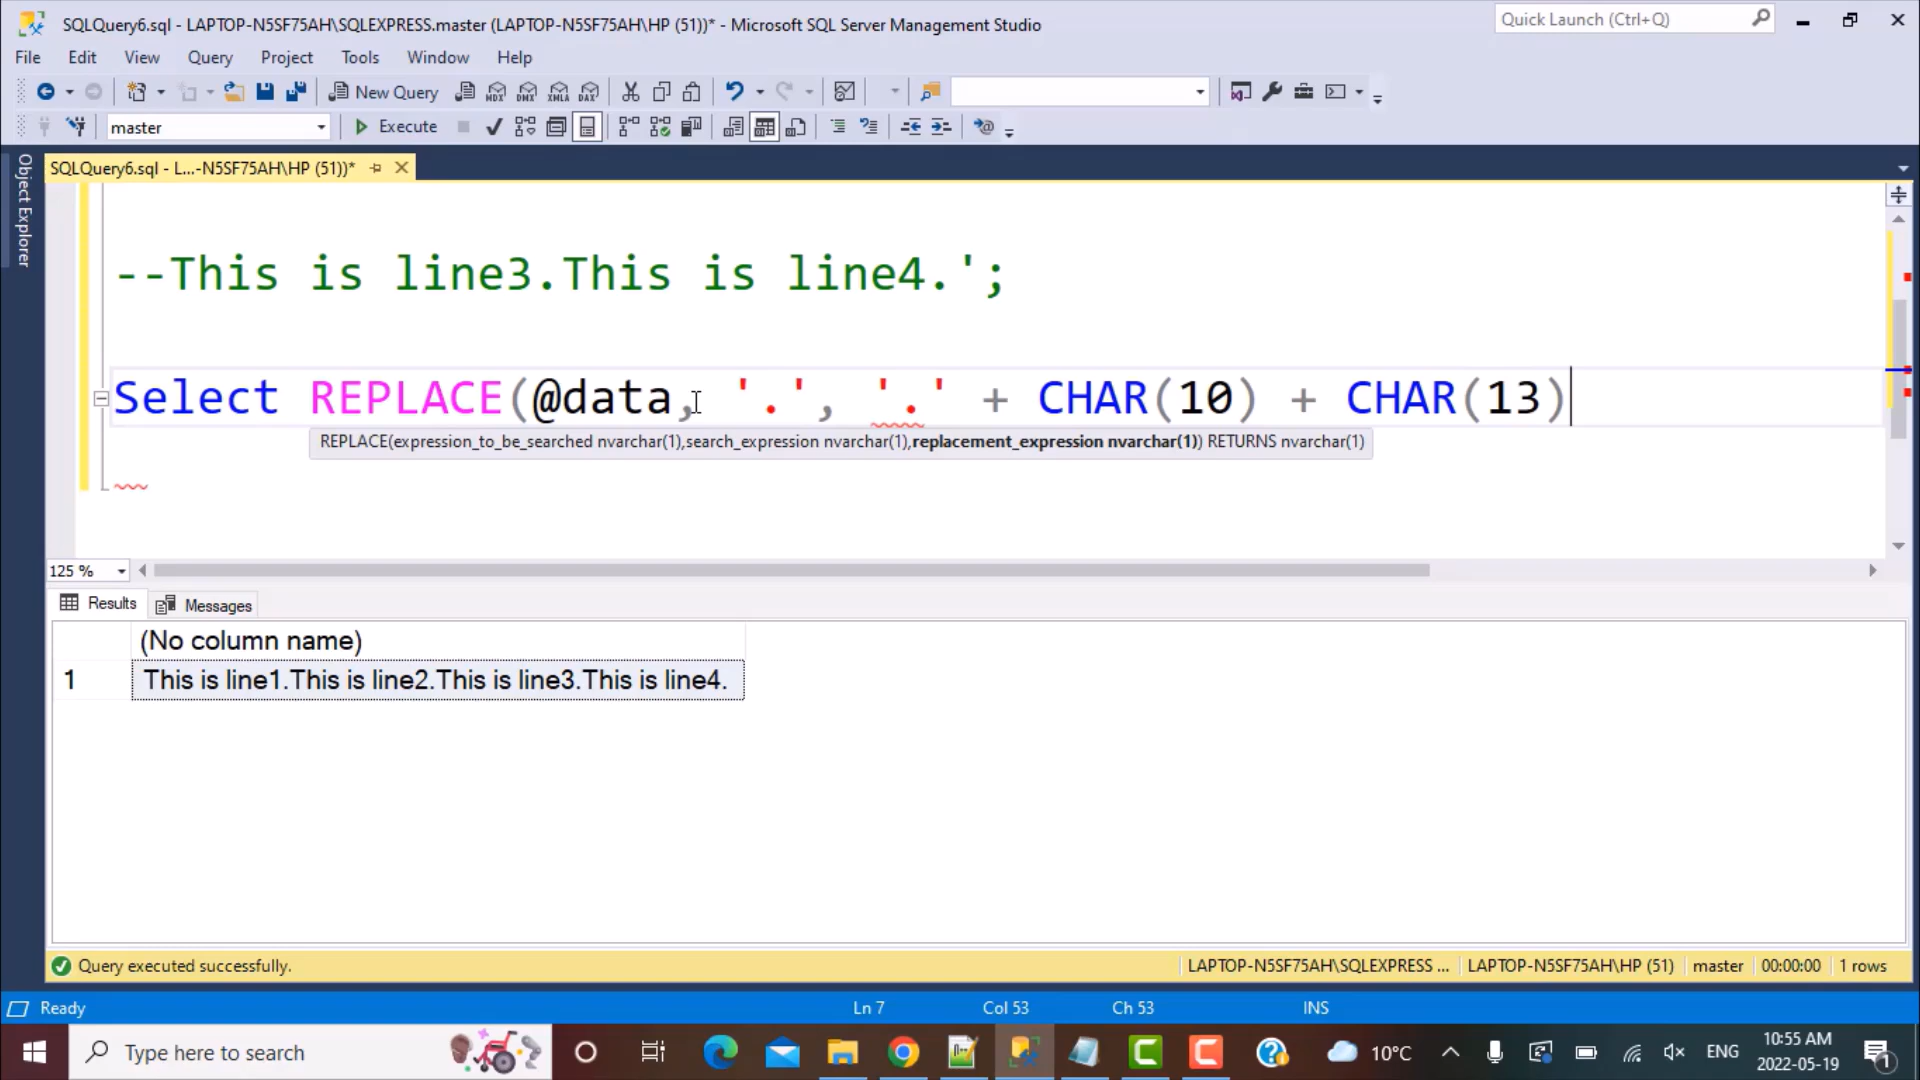 SQLQuery6.sql - LAPTOP-N5SF75AH\SQLEXPRESS.master (LAPTOP-N5SF75AH\HP (51))* - Microsoft SQL Server Management Studio
Quick Launch (Ctrl+Q)
File Edit View Query Project Tools Window Help
New Query MDX DMX XMLA DAX
master Execute
SQLQuery6.sql - L...-N5SF75AH\HP (51))*
Object Explorer
--This is line3.This is line4.';
Select REPLACE(@data, '.', '.' + CHAR(10) + CHAR(13)
REPLACE(expression_to_be_searched nvarchar(1),search_expression nvarchar(1),replacement_expression nvarchar(1)) RETURNS nvarchar(1)
125 %
Results Messages
(No column name)
1 This is line1.This is line2.This is line3.This is line4.
Query executed successfully. LAPTOP-N5SF75AH\SQLEXPRESS ... LAPTOP-N5SF75AH\HP (51) master 00:00:00 1 rows
Ready Ln 7 Col 53 Ch 53 INS
Type here to search 10°C ENG 10:55 AM
2022-05-19 1